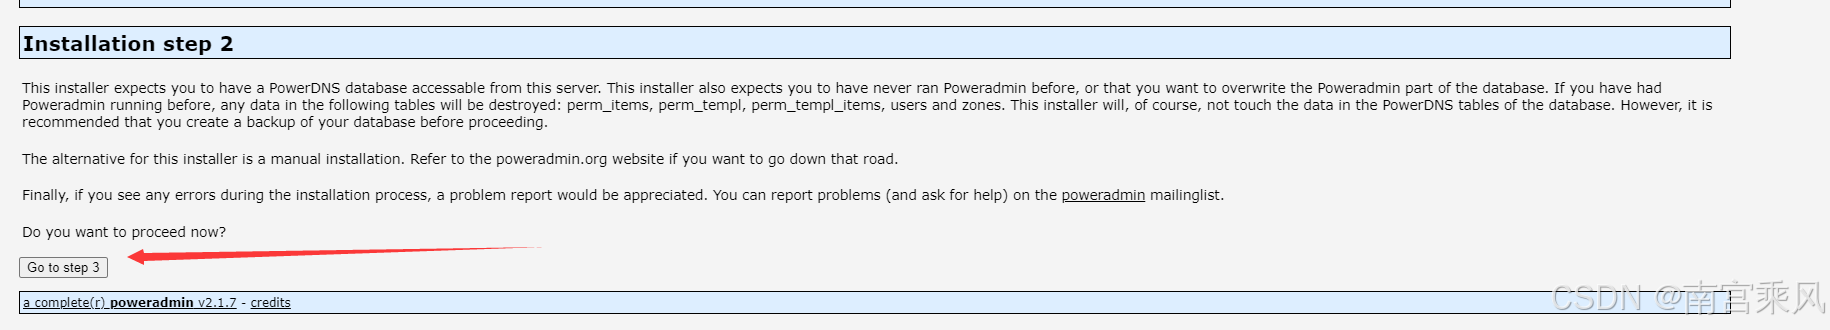 Installation step 2
This installer expects you to have a PowerDNS database accessable from this server. This installer also expects you to have never ran Poweradmin before, or that you want to overwrite the Poweradmin part of the database. If you have had
Poweradmin running before, any data in the following tables will be destroyed: perm_items, perm_templ, perm_templ_items, users and zones. This installer will, of course, not touch the data in the PowerDNS tables of the database. However, it is
recommended that you create a backup of your database before proceeding.
The alternative for this installer is a manual installation. Refer to the poweradmin.org website if you want to go down that road.
Finally, if you see any errors during the installation process, a problem report would be appreciated. You can report problems (and ask for help) on the poweradmin mailinglist.
Do you want to proceed now?
Go to step 3
a complete(r) poweradmin v2.1.7 - credits
CSDN @南宫乘风